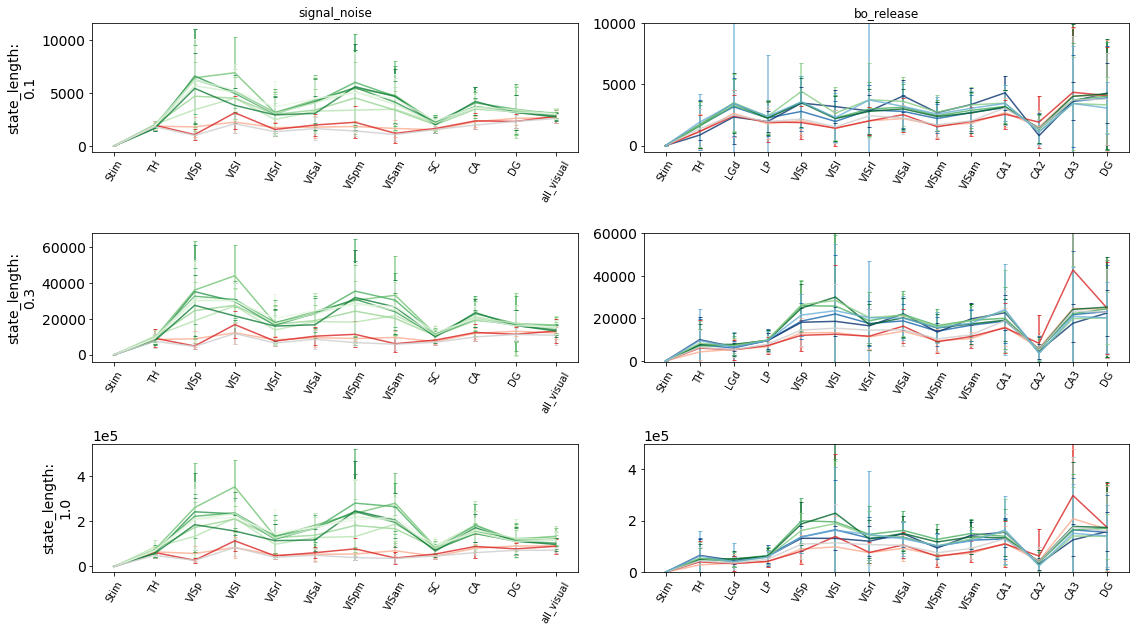 signal_noise
bo_release
state_length:
0.1
10000
5000
0
Stim TH VISp VISl VISrl VISal VISpm VISam SC CA DG all_visual
10000
5000
0
Stim TH LGd LP VISp VISl VISrl VISal VISpm VISam CA1 CA2 CA3 DG
state_length:
0.3
60000
40000
20000
0
Stim TH VISp VISl VISrl VISal VISpm VISam SC CA DG all_visual
60000
40000
20000
0
Stim TH LGd LP VISp VISl VISrl VISal VISpm VISam CA1 CA2 CA3 DG
state_length:
1.0
1e5
4
2
0
Stim TH VISp VISl VISrl VISal VISpm VISam SC CA DG all_visual
1e5
4
2
0
Stim TH LGd LP VISp VISl VISrl VISal VISpm VISam CA1 CA2 CA3 DG